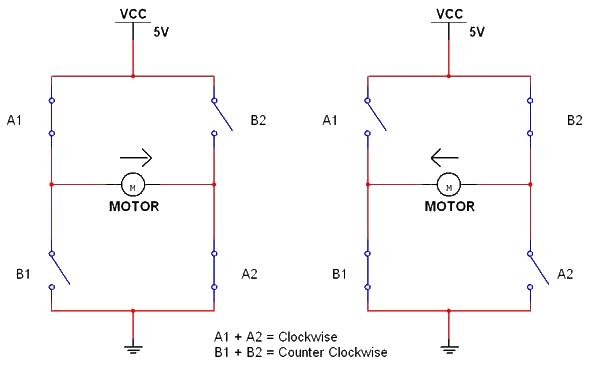 VCC
5V
A1
B2
M
MOTOR
B1
A2
VCC
5V
A1
B2
M
MOTOR
B1
A2
A1 + A2 = Clockwise
B1 + B2 = Counter Clockwise